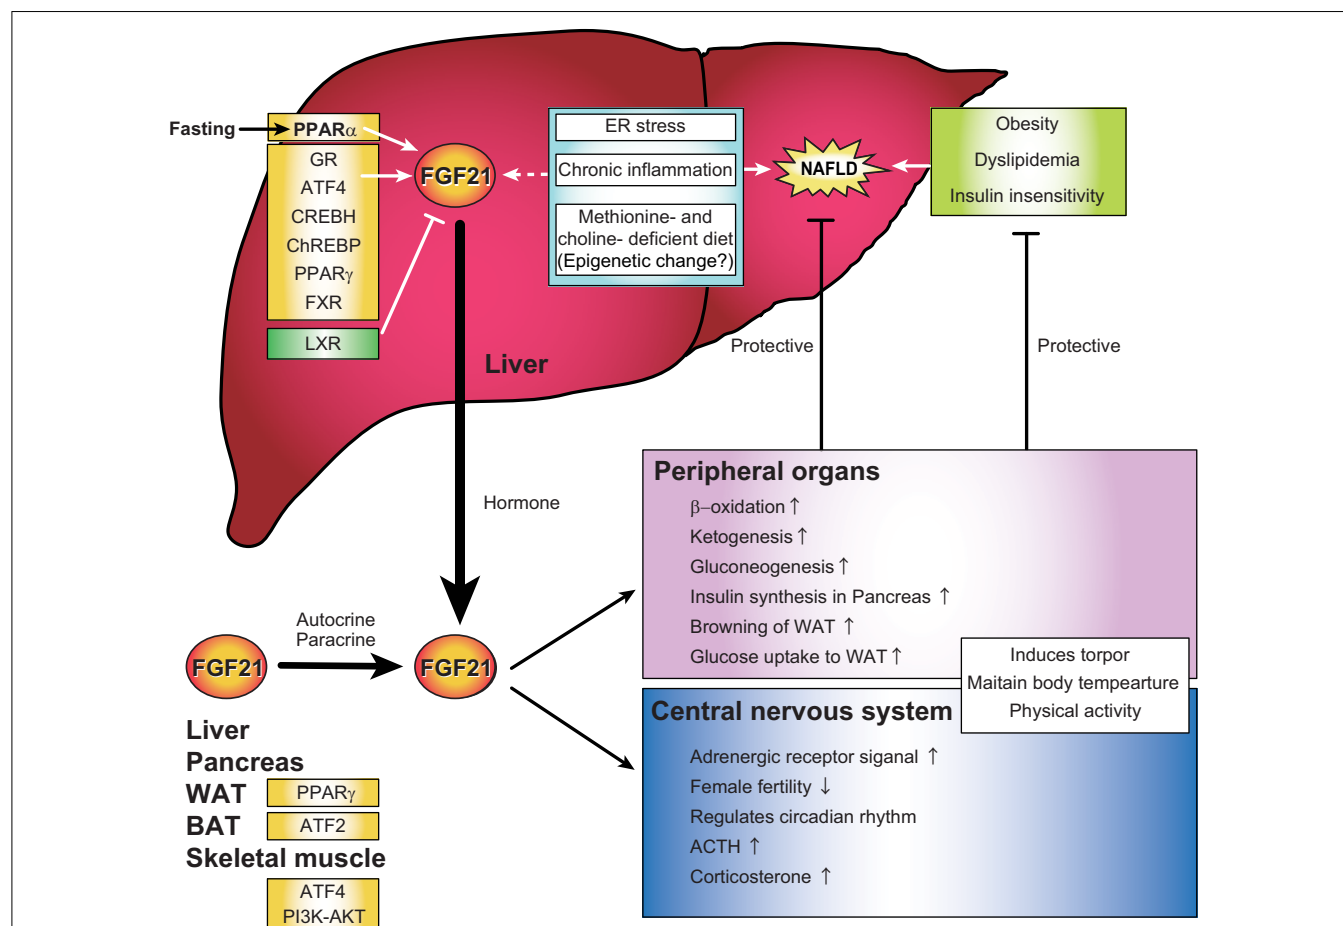 Fasting
PPARα
GR
ATF4
CREBH
ChREBP
PPARγ
FXR
LXR
FGF21
ER stress
Chronic inflammation
Methionine- and
choline- deficient diet
(Epigenetic change?)
NAFLD
Obesity
Dyslipidemia
Insulin insensitivity
Liver
Protective
Protective
Hormone
Autocrine
Paracrine
FGF21
FGF21
Liver
Pancreas
WAT
PPARγ
BAT
ATF2
Skeletal muscle
ATF4
PI3K-AKT
Peripheral organs
β–oxidation ↑
Ketogenesis ↑
Gluconeogenesis ↑
Insulin synthesis in Pancreas ↑
Browning of WAT ↑
Glucose uptake to WAT ↑
Induces torpor
Maitain body tempearture
Physical activity
Central nervous system
Adrenergic receptor siganal ↑
Female fertility ↓
Regulates circadian rhythm
ACTH ↑
Corticosterone ↑